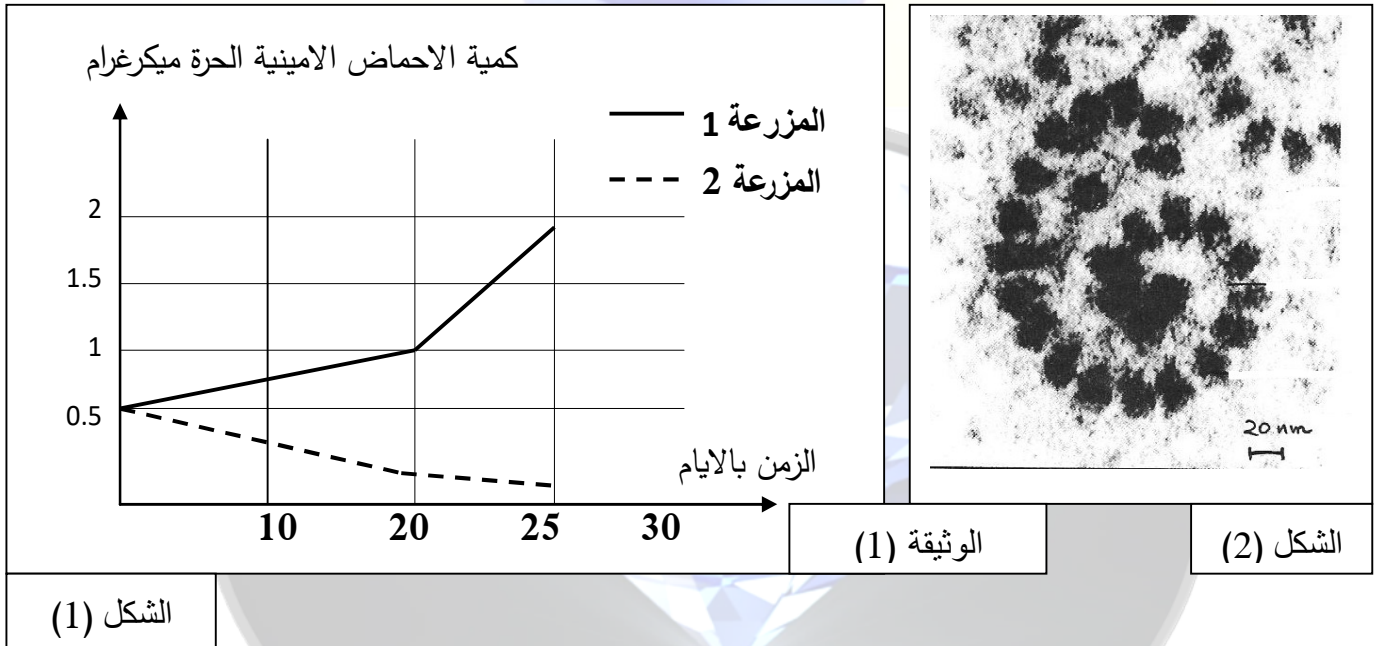 كمية الاحماض الامينية الحرة ميكرغرام
المزرعة 1
المزرعة 2
2
1.5
1
0.5
الزمن بالايام
10 20 25 30
20 nm
الشكل (2)
الوثيقة (1)
الشكل (1)